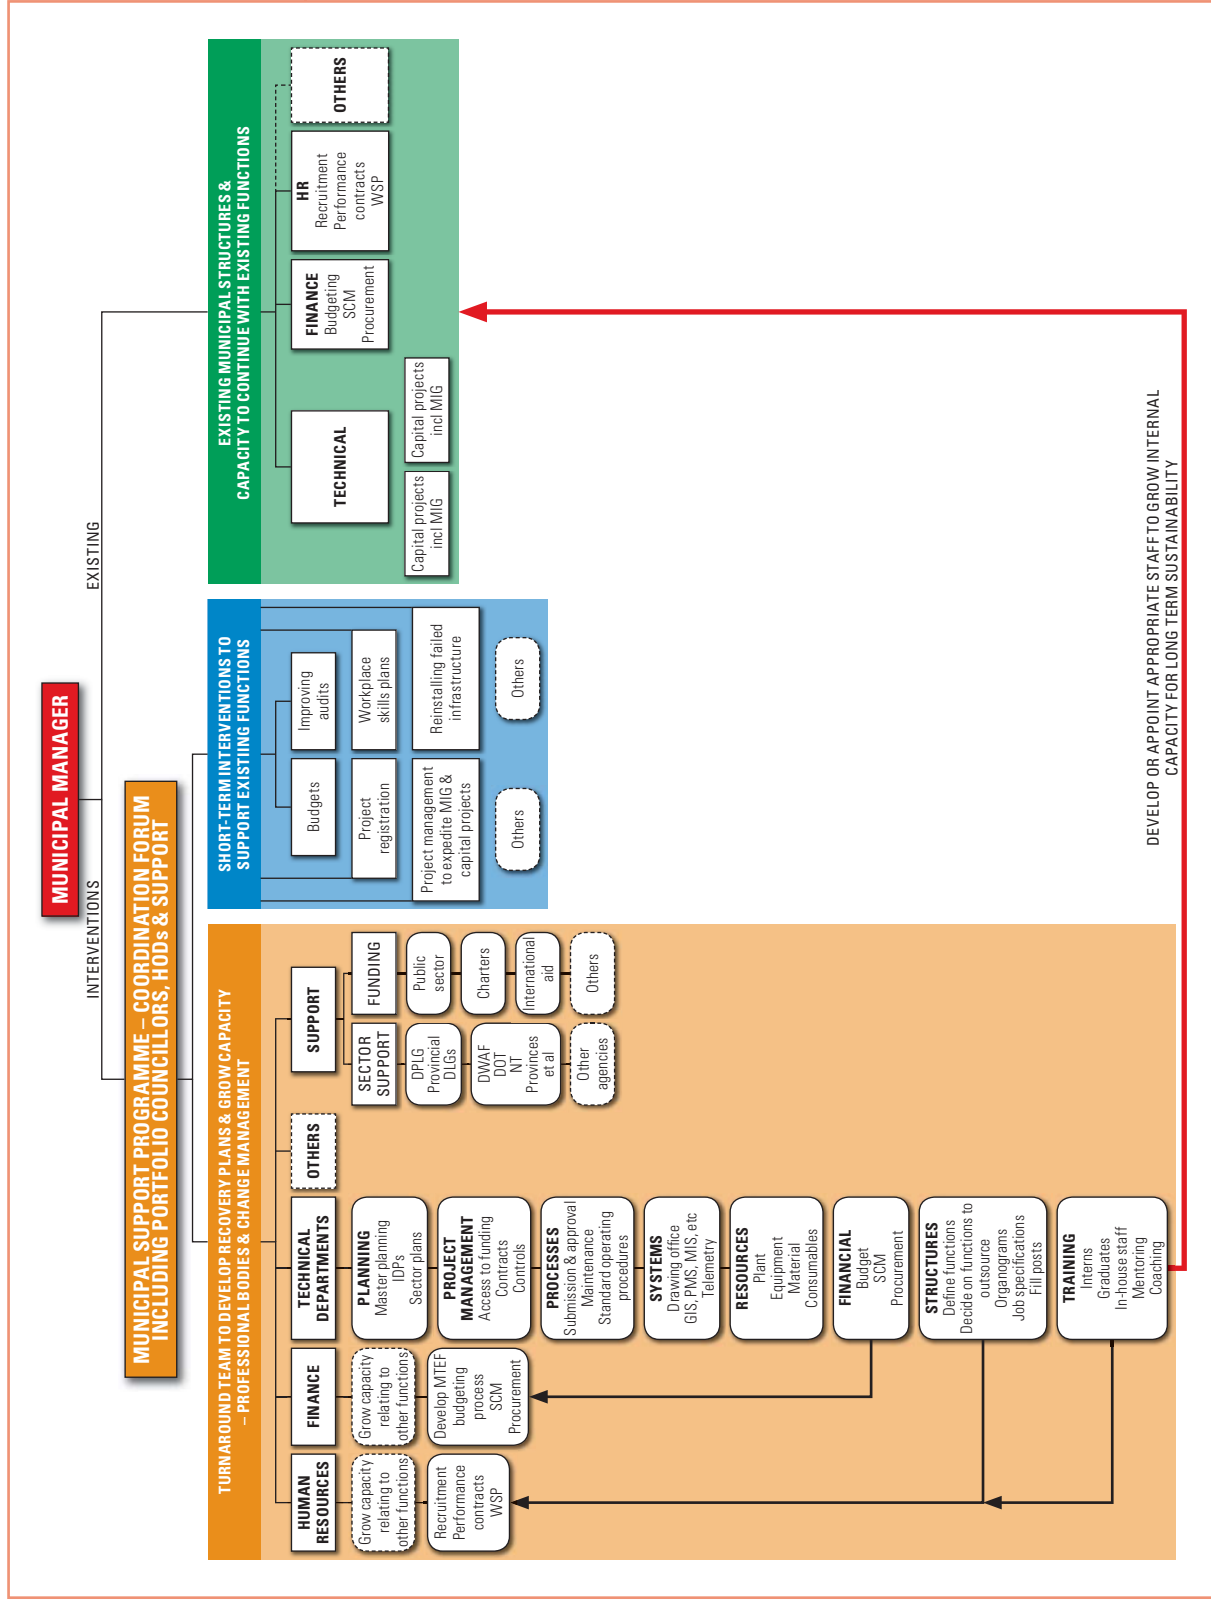 MUNICIPAL MANAGER
INTERVENTIONS
EXISTING
MUNICIPAL SUPPORT PROGRAMME – COORDINATION FORUM
INCLUDING PORTFOLIO COUNCILLORS, HODs & SUPPORT
TURNAROUND TEAM TO DEVELOP RECOVERY PLANS & GROW CAPACITY
– PROFESSIONAL BODIES & CHANGE MANAGEMENT
HUMAN
RESOURCES
Grow capacity
relating to
other functions
Recruitment
Performance
contracts
WSP
FINANCE
Grow capacity
relating to
other functions
Develop MTEF
budgeting
process
SCM
Procurement
TECHNICAL
DEPARTMENTS
PLANNING
Master planning
IDPs
Sector plans
PROJECT
MANAGEMENT
Access to funding
Contracts
Controls
PROCESSES
Submission & approval
Maintenance
Standard operating
procedures
SYSTEMS
Drawing office
GIS, PMS, MIS, etc
Telemetry
RESOURCES
Plant
Equipment
Material
Consumables
FINANCIAL
Budget
SCM
Procurement
STRUCTURES
Define functions
Decide on functions to
outsource
Organograms
Job specifications
Fill posts
TRAINING
Interns
Graduates
In-house staff
Mentoring
Coaching
OTHERS
SUPPORT
SECTOR
SUPPORT
DPLG
Provincial
DLGs
DWAF
DOT
NT
Provinces
et al
Other
agencies
FUNDING
Public
sector
Charters
International
aid
Others
SHORT-TERM INTERVENTIONS TO
SUPPORT EXISTIING FUNCTIONS
Budgets
Improving
audits
Project
registration
Workplace
skills plans
Project management
to expedite MIG &
capital projects
Reinstalling failed
infrastructure
Others
Others
EXISTING MUNICIPAL STRUCTURES &
CAPACITY TO CONTINUE WITH EXISTING FUNCTIONS
TECHNICAL
Capital projects
incl MIG
Capital projects
incl MIG
FINANCE
Budgeting
SCM
Procurement
HR
Recruitment
Performance
contracts
WSP
OTHERS
DEVELOP OR APPOINT APPROPRIATE STAFF TO GROW INTERNAL
CAPACITY FOR LONG TERM SUSTAINABILITY